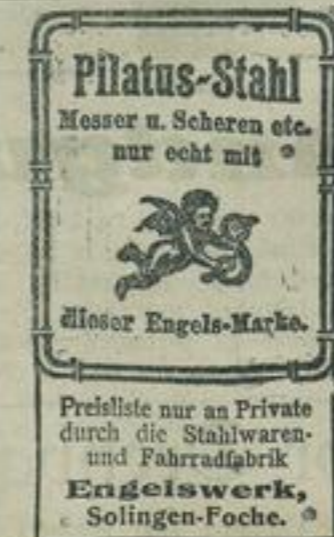 Pilatus-Stahl
Messer u. Scheren etc.
nur echt mit
dieser Engels-Marke.
Preisliste nur an Private
durch die Stahlwaren-
und Fahrradfabrik
Engelswerk,
Solingen-Foche.